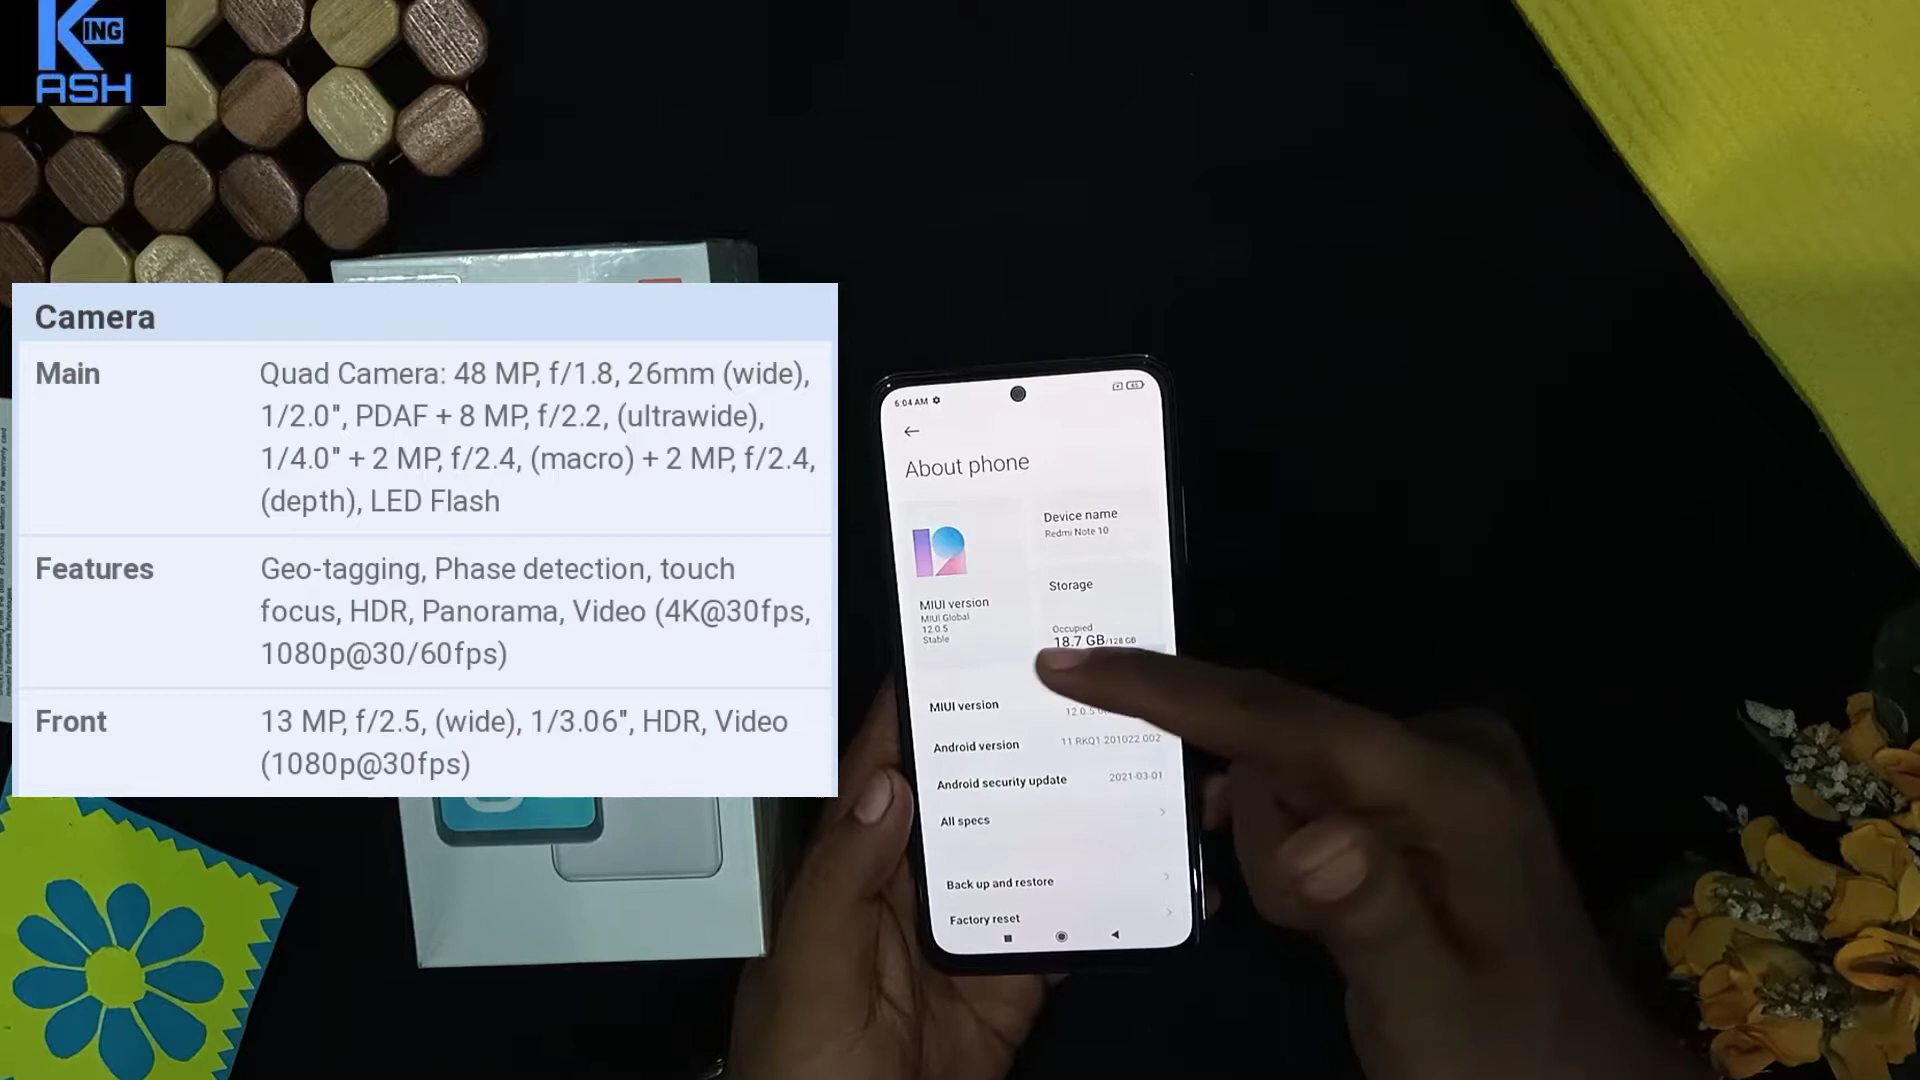 KING
ASH
Camera
Main
Quad Camera: 48 MP, f/1.8, 26mm (wide),
1/2.0", PDAF + 8 MP, f/2.2, (ultrawide),
1/4.0" + 2 MP, f/2.4, (macro) + 2 MP, f/2.4,
(depth), LED Flash
Features
Geo-tagging, Phase detection, touch
focus, HDR, Panorama, Video (4K@30fps,
1080p@30/60fps)
Front
13 MP, f/2.5, (wide), 1/3.06", HDR, Video
(1080p@30fps)
6:04 AM
About phone
Device name
Redmi Note 10
Storage
MIUI version
MIUI Global
12.0.5
Stable
Occupied
18.7 GB/128 GB
MIUI version
12.0.5
Android version
11 RKQ1.201022.002
Android security update
2021-03-01
All specs
Back up and restore
Factory reset